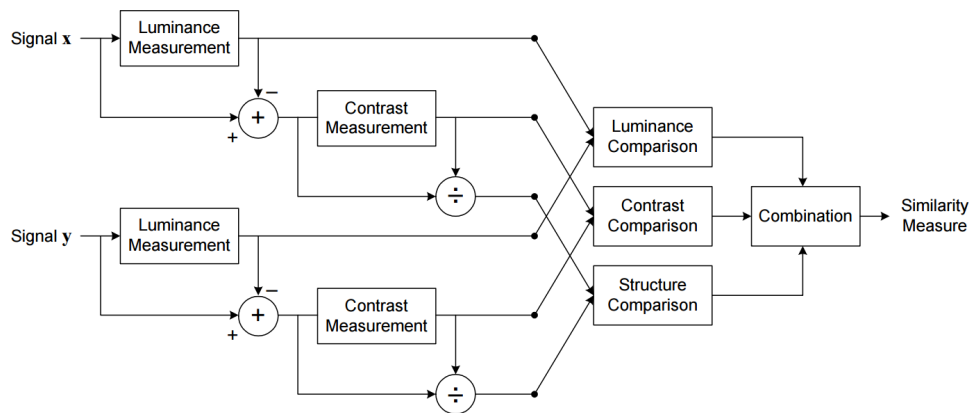 Signal x
Luminance
Measurement
−
+
+
Contrast
Measurement
÷
Luminance
Comparison
Contrast
Comparison
Combination
Similarity
Measure
Structure
Comparison
Signal y
Luminance
Measurement
−
+
+
Contrast
Measurement
÷